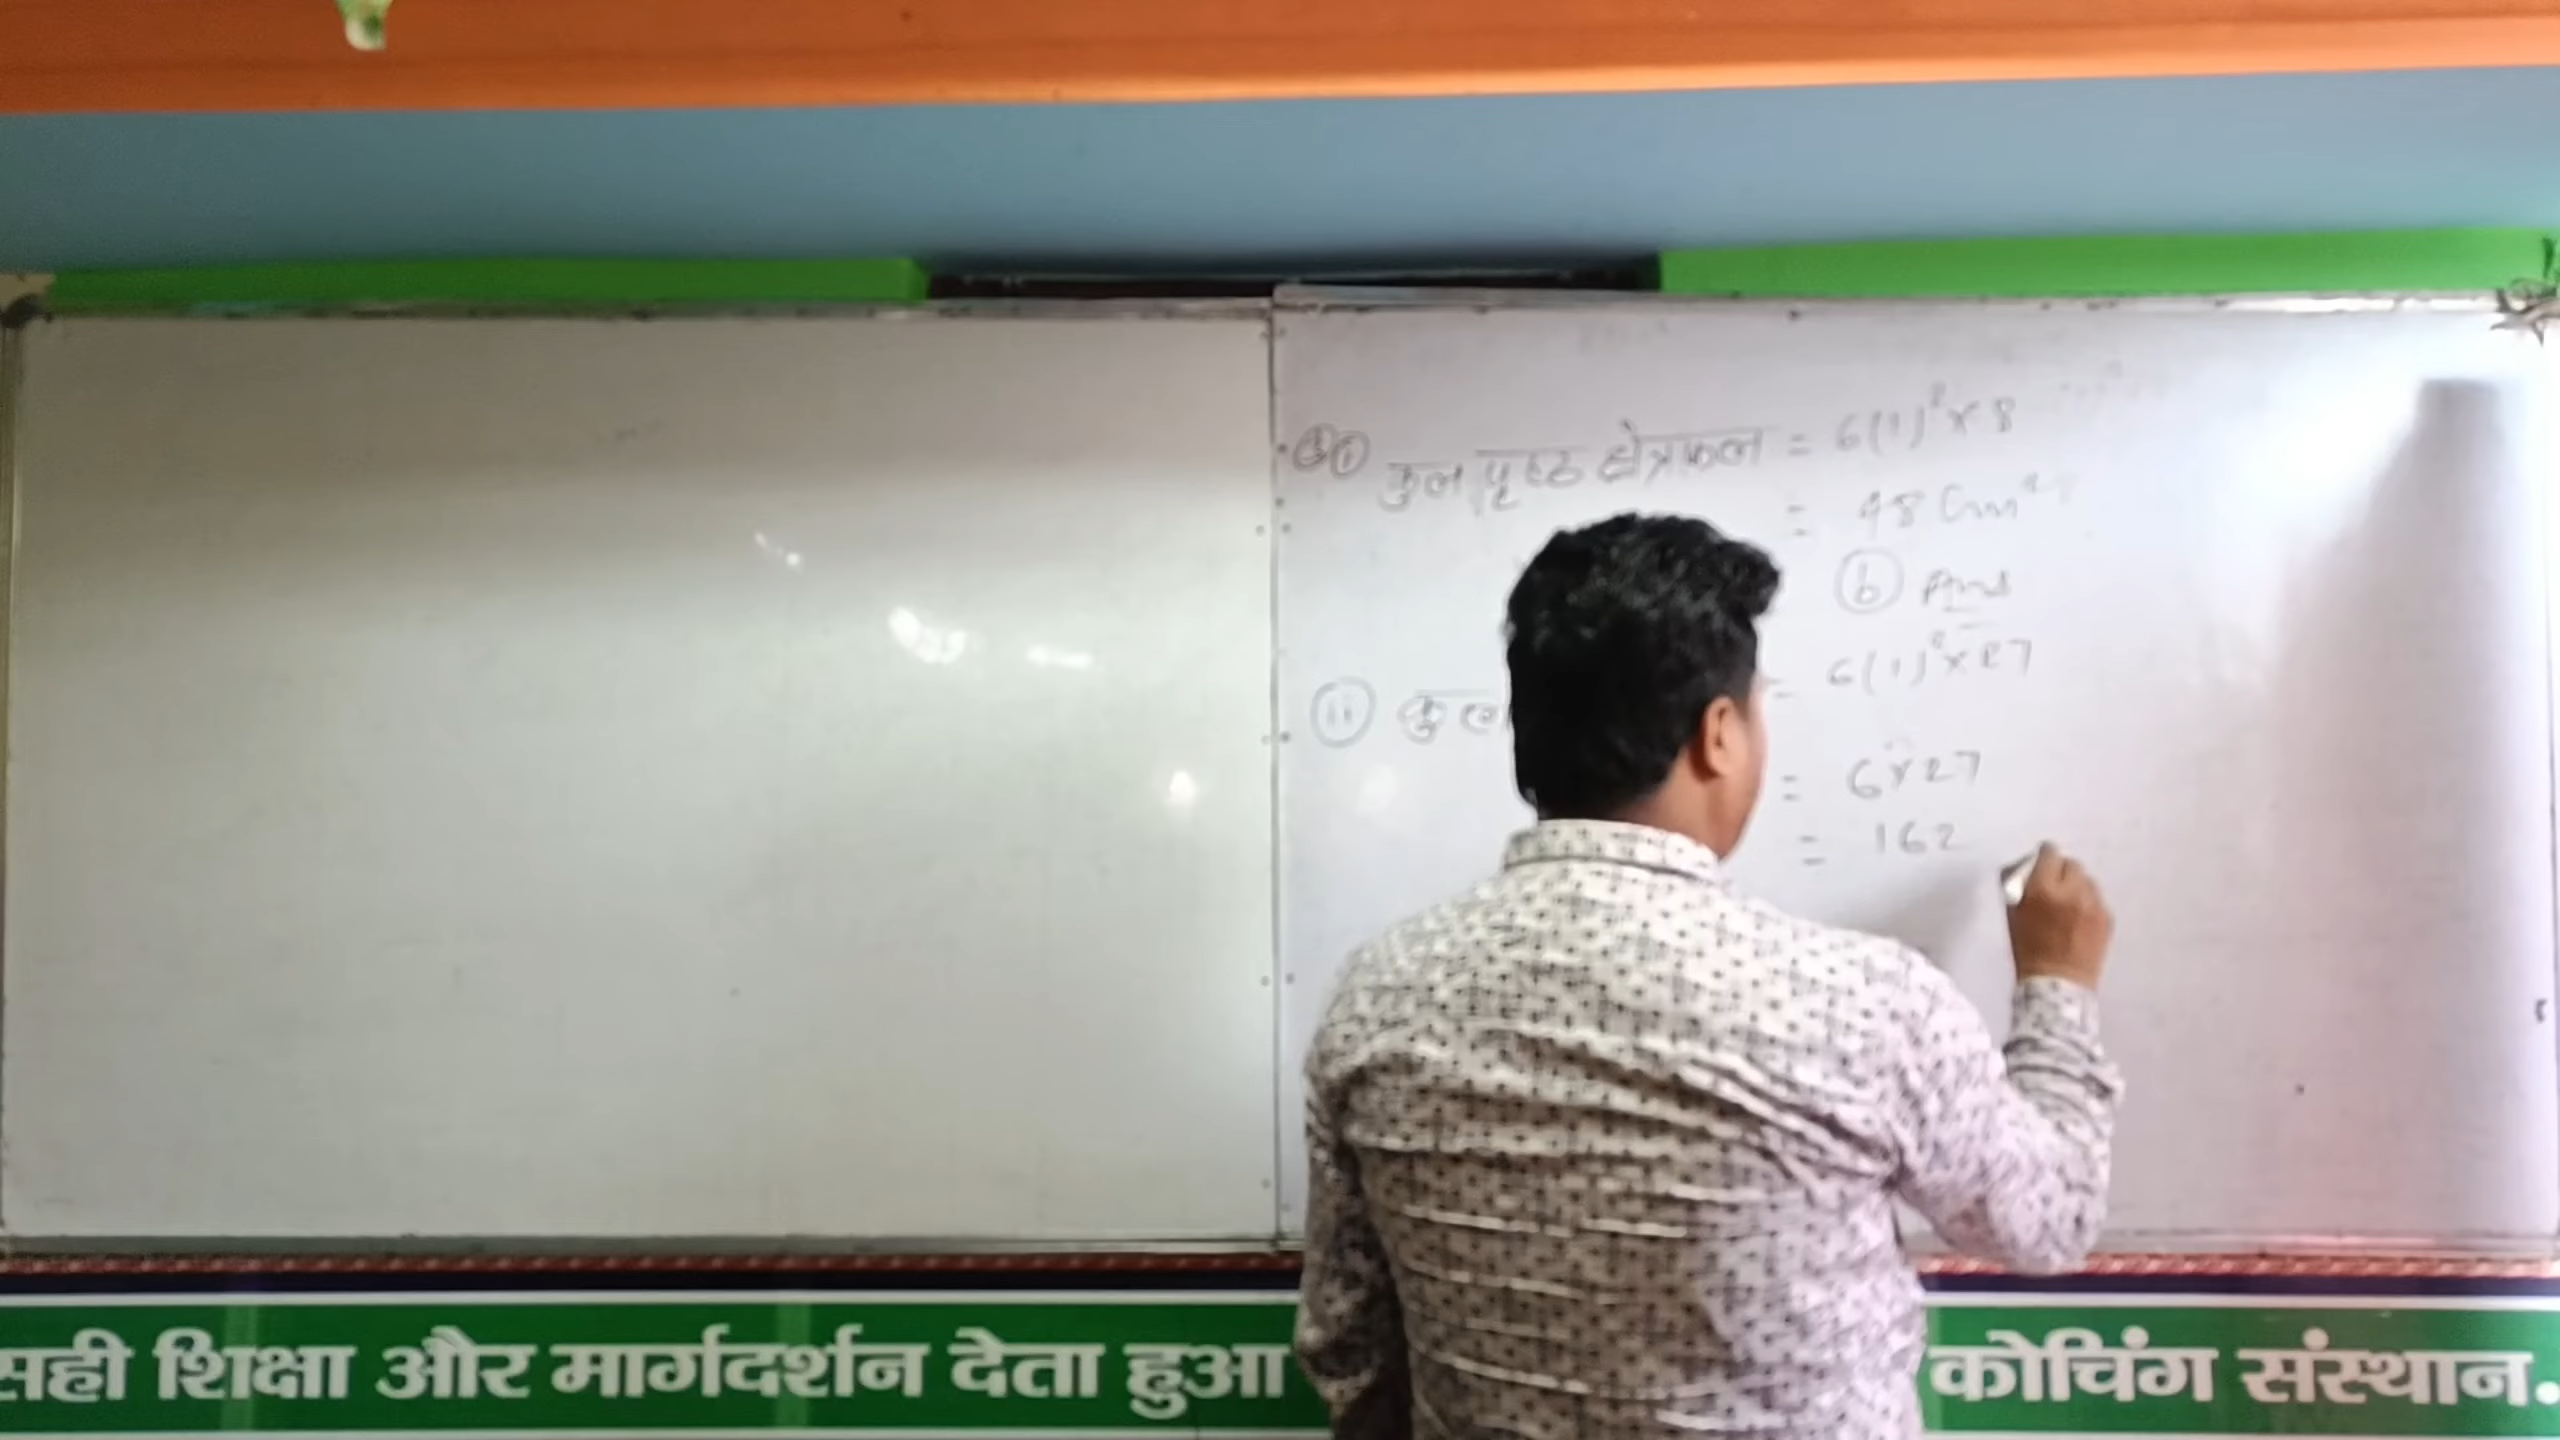 i कुल पृष्ठ क्षेत्रफल = 6(1)² x 8
= 48 Cm²
b Ans
ii कुल = 6(1)² x 27
= 6 x 27
= 162
सही शिक्षा और मार्गदर्शन देता हुआ कोचिंग संस्थान.